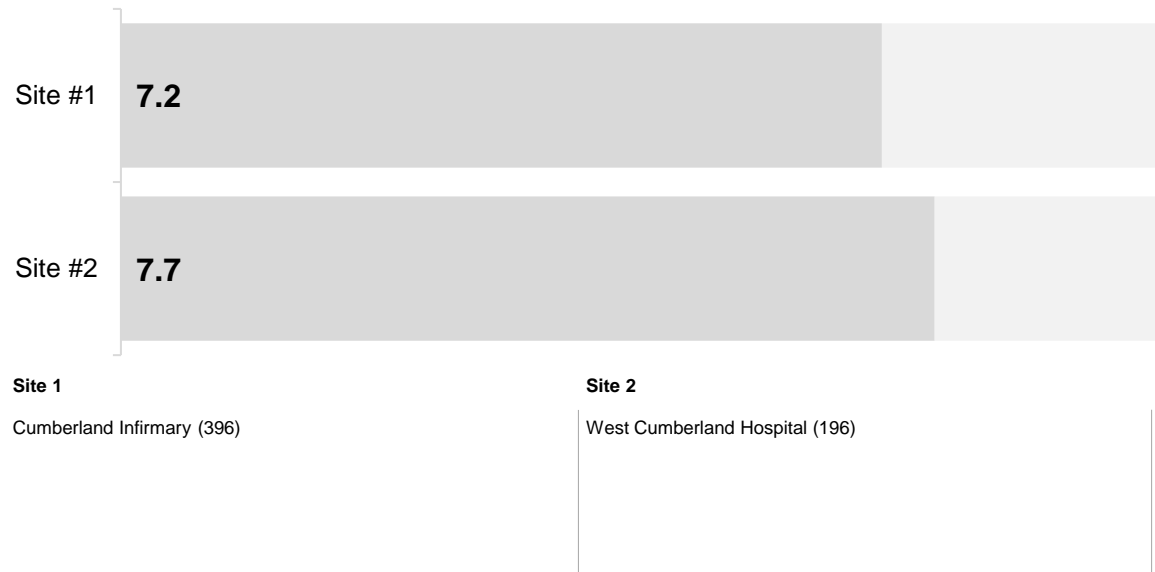 Site #1 7.2
Site #2 7.7
Site 1
Cumberland Infirmary (396)
Site 2
West Cumberland Hospital (196)